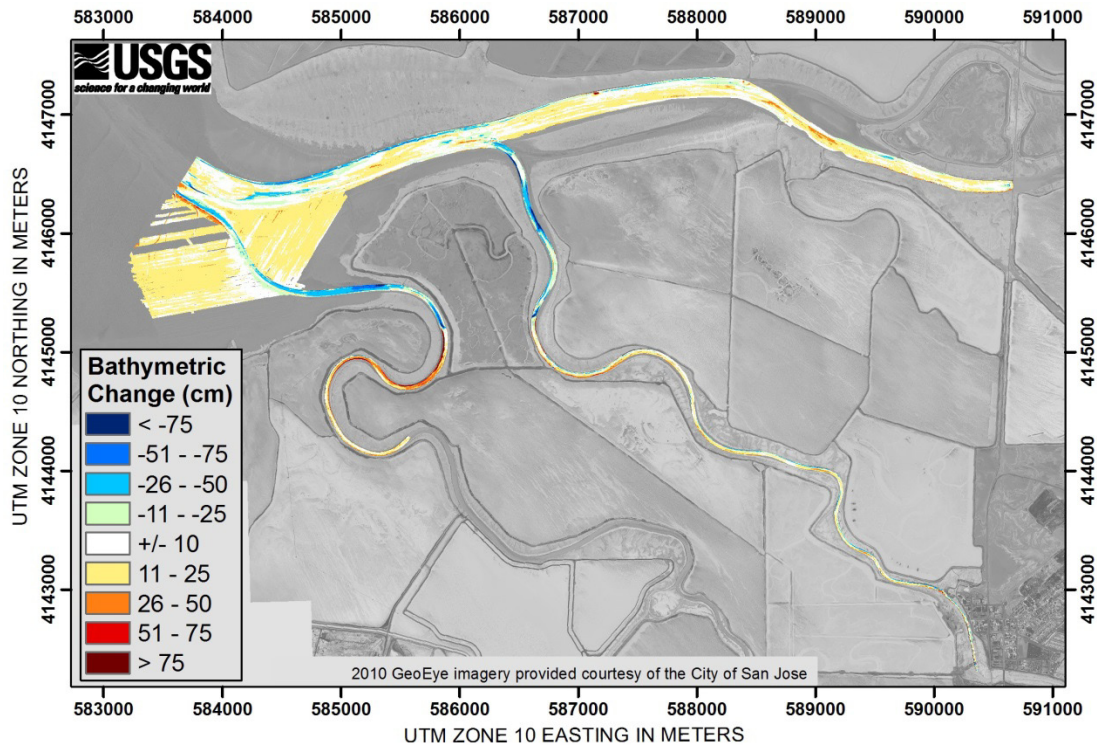 583000 584000 585000 586000 587000 588000 589000 590000 591000
USGS
science for a changing world
4147000 4147000
4146000 4146000
4145000 4145000
4144000 4144000
4143000 4143000
UTM ZONE 10 NORTHING IN METERS
Bathymetric
Change (cm)
< -75
-51 - -75
-26 - -50
-11 - -25
+/- 10
11 - 25
26 - 50
51 - 75
> 75
2010 GeoEye imagery provided courtesy of the City of San Jose
583000 584000 585000 586000 587000 588000 589000 590000 591000
UTM ZONE 10 EASTING IN METERS